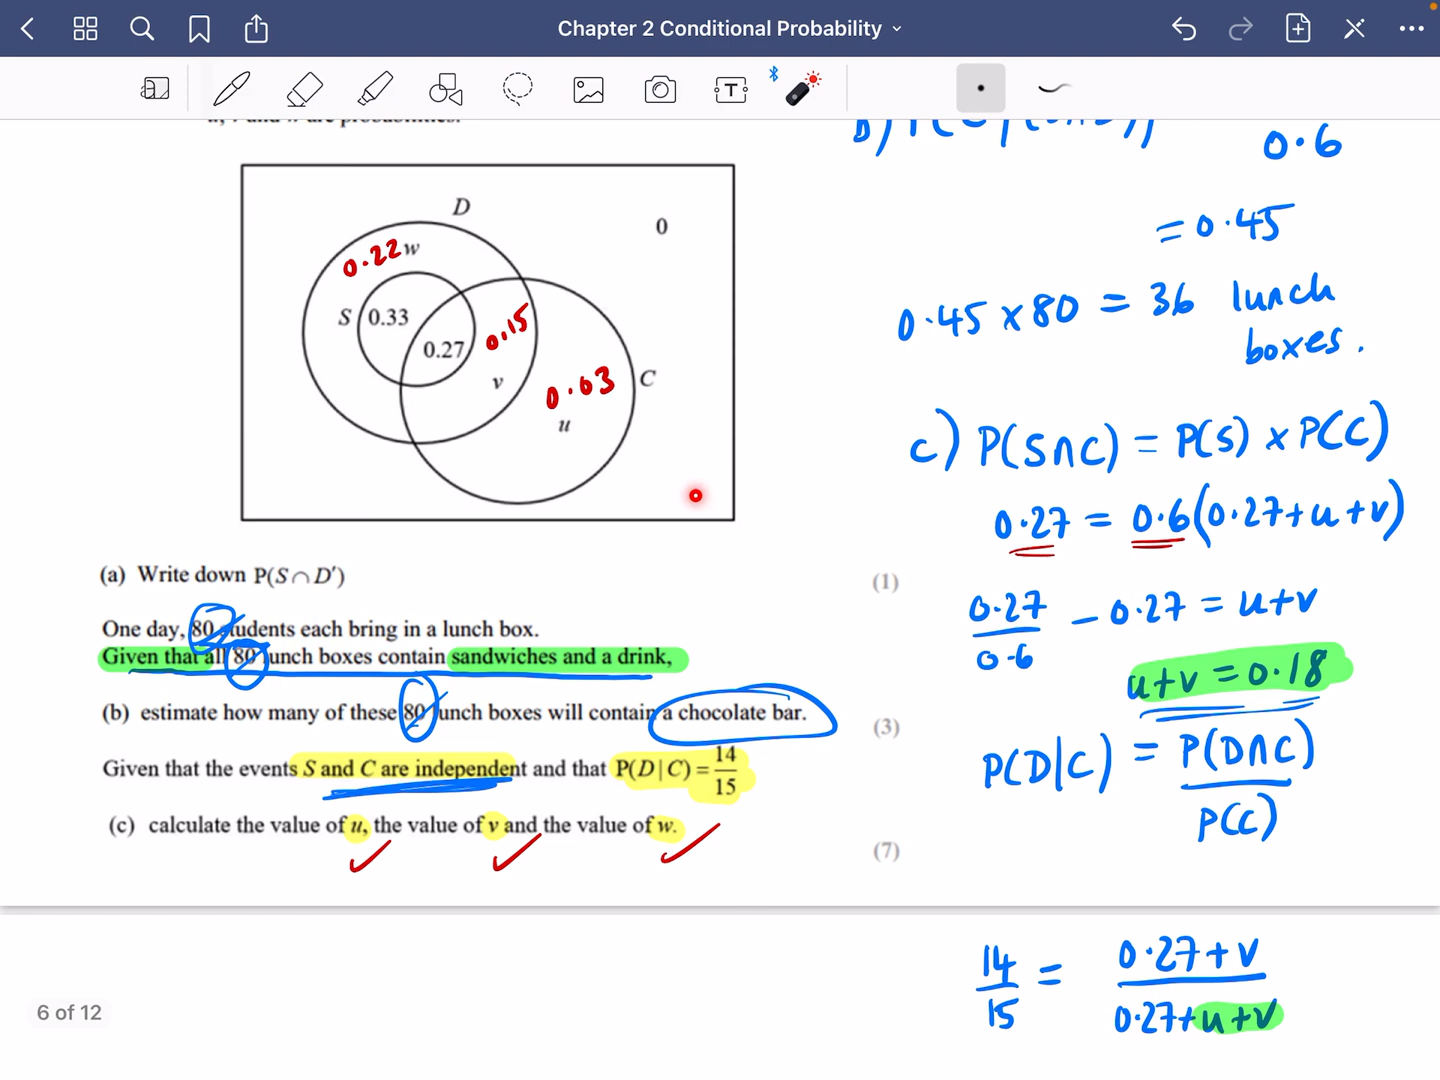 Chapter 2 Conditional Probability
T
D
0.22 w
0
S 0.33
0.15
0.27
v
0.03
C
u
(a) Write down P(S∩D′)
(1)
One day, 80 students each bring in a lunch box.
Given that all 80 lunch boxes contain sandwiches and a drink,
(b) estimate how many of these 80 lunch boxes will contain a chocolate bar.
(3)
Given that the events S and C are independent and that P(D|C) = 14/15
(c) calculate the value of u, the value of v and the value of w.
(7)
6 of 12
0.6
= 0.45
0.45 x 80 = 36 lunch
boxes.
c) P(S∩C) = P(S) x P(C)
0.27 = 0.6(0.27+u+v)
0.27/0.6 - 0.27 = u+v
u+v = 0.18
P(D|C) = P(D∩C)/P(C)
14/15 = 0.27+v/0.27+u+v